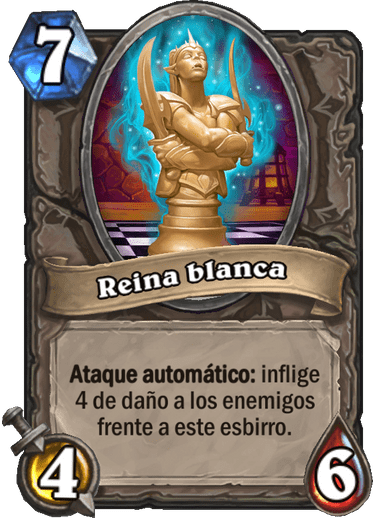 7
Reina blanca
Ataque automático: inflige
4 de daño a los enemigos
frente a este esbirro.
4
6